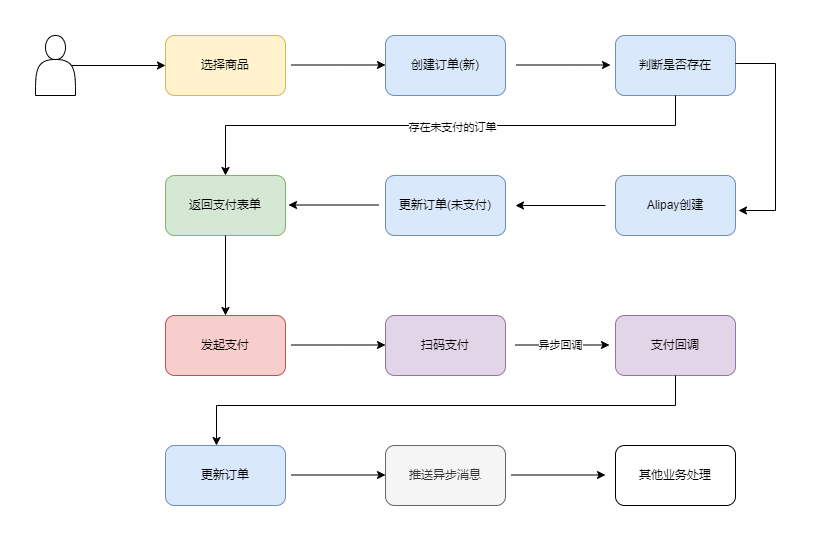 选择商品
创建订单(新)
判断是否存在
存在未支付的订单
返回支付表单
更新订单(未支付)
Alipay创建
发起支付
扫码支付
异步回调
支付回调
更新订单
推送异步消息
其他业务处理